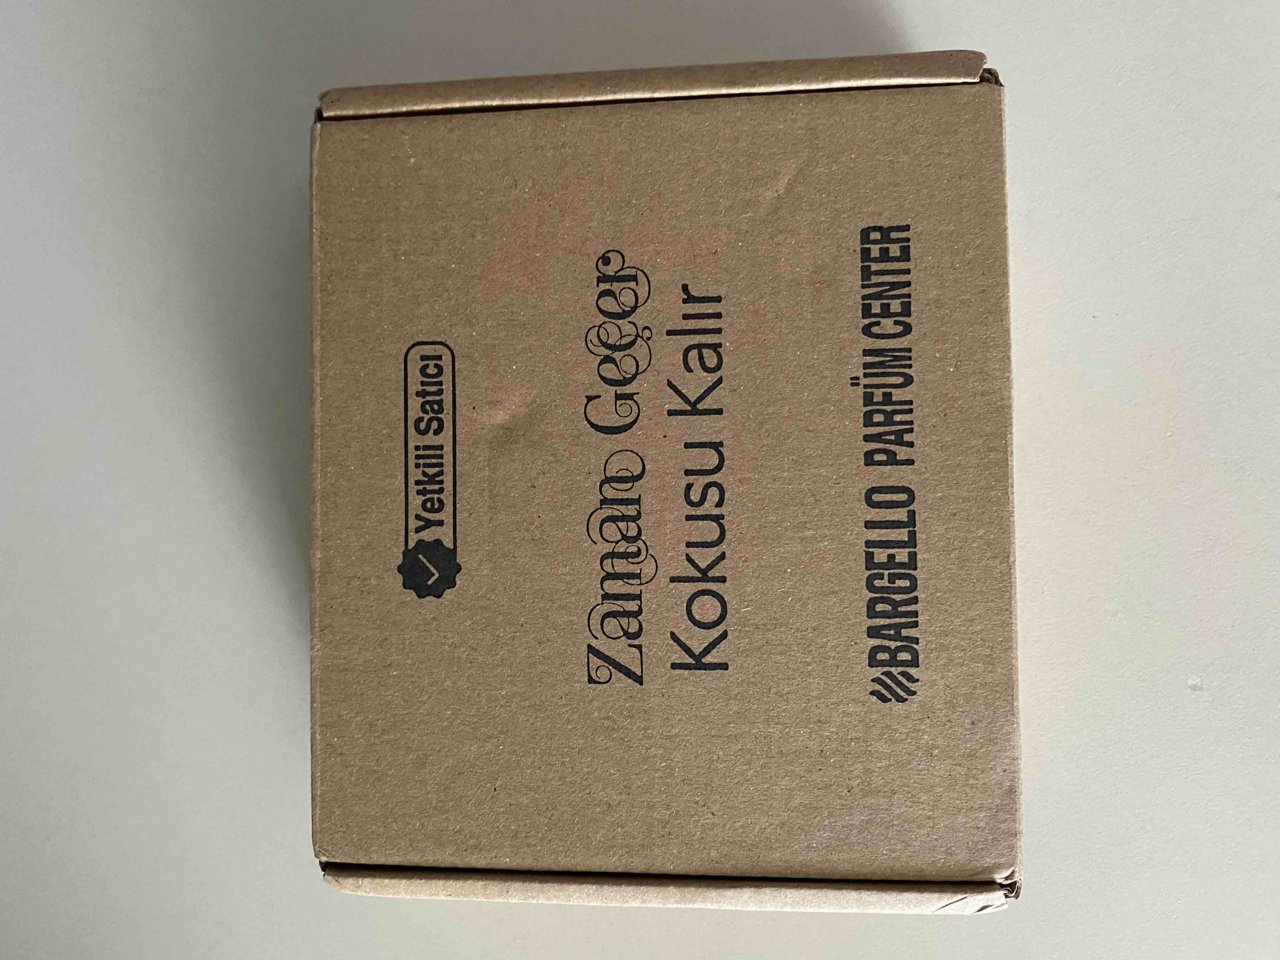 Yetkili Satıcı
Zaman Geçer
Kokusu Kalır
BARGELLO PARFÜM CENTER